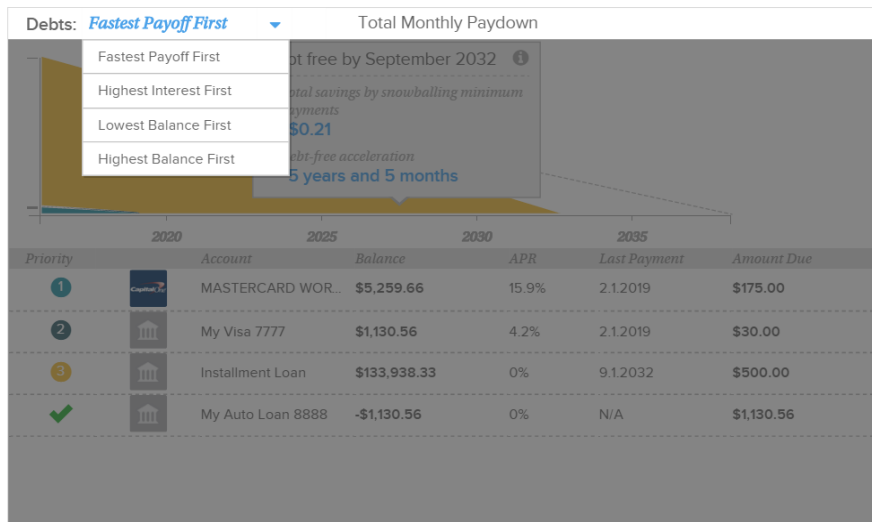 Debts: Fastest Payoff First Total Monthly Paydown
Fastest Payoff First
Highest Interest First
Lowest Balance First
Highest Balance First
bt free by September 2032
otal savings by snowballing minimum
ayments
$0.21
ebt-free acceleration
5 years and 5 months
2020 2025 2030 2035
Priority Account Balance APR Last Payment Amount Due
1 Capital One MASTERCARD WOR... $5,259.66 15.9% 2.1.2019 $175.00
2 My Visa 7777 $1,130.56 4.2% 2.1.2019 $30.00
3 Installment Loan $133,938.33 0% 9.1.2032 $500.00
My Auto Loan 8888 -$1,130.56 0% N/A $1,130.56